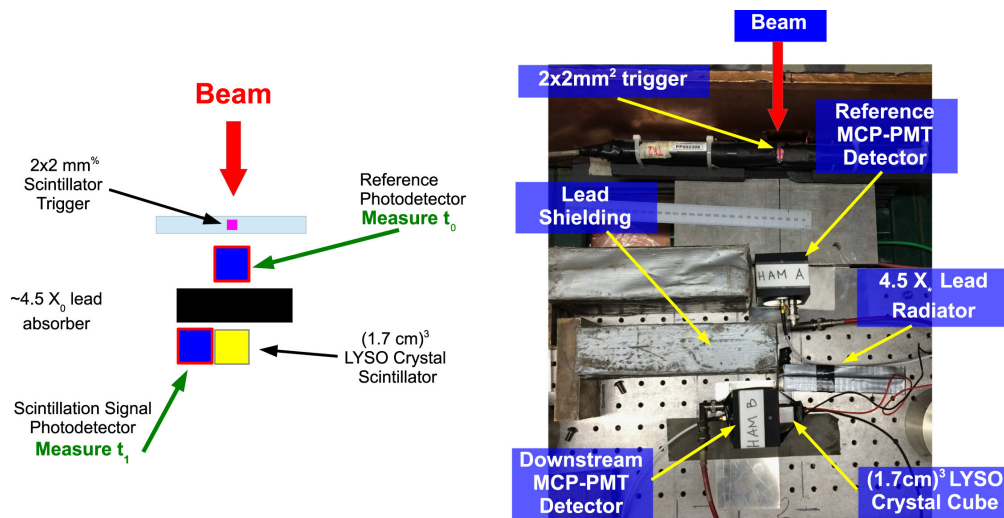 Beam
2x2 mm%
Scintillator
Trigger
Reference
Photodetector
Measure t0
~4.5 X0 lead
absorber
(1.7 cm)3
LYSO Crystal
Scintillator
Scintillation Signal
Photodetector
Measure t1
Beam
2x2mm2 trigger
Reference
MCP-PMT
Detector
Lead
Shielding
HAM A
4.5 X. Lead
Radiator
HAM B
Downstream
MCP-PMT
Detector
(1.7cm)3 LYSO
Crystal Cube